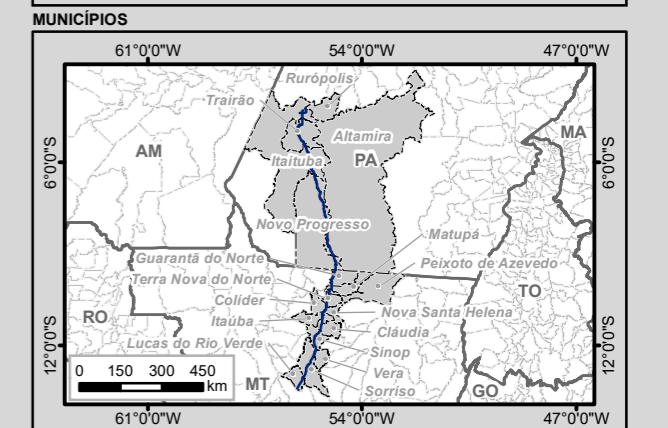 MUNICÍPIOS
61°0'0"W 54°0'0"W 47°0'0"W
Rurópolis
Trairão
Altamira
MA
AM
PA
6°0'0"S
Itaituba
6°0'0"S
Novo Progresso
Matupá
Guarantã do Norte
Peixoto de Azevedo
Terra Nova do Norte
TO
Colíder
Nova Santa Helena
RO
Itaúba
Cláudia
12°0'0"S
Lucas do Rio Verde
Sinop
12°0'0"S
0 150 300 450
km
Vera
MT
Sorriso
GO
61°0'0"W 54°0'0"W 47°0'0"W